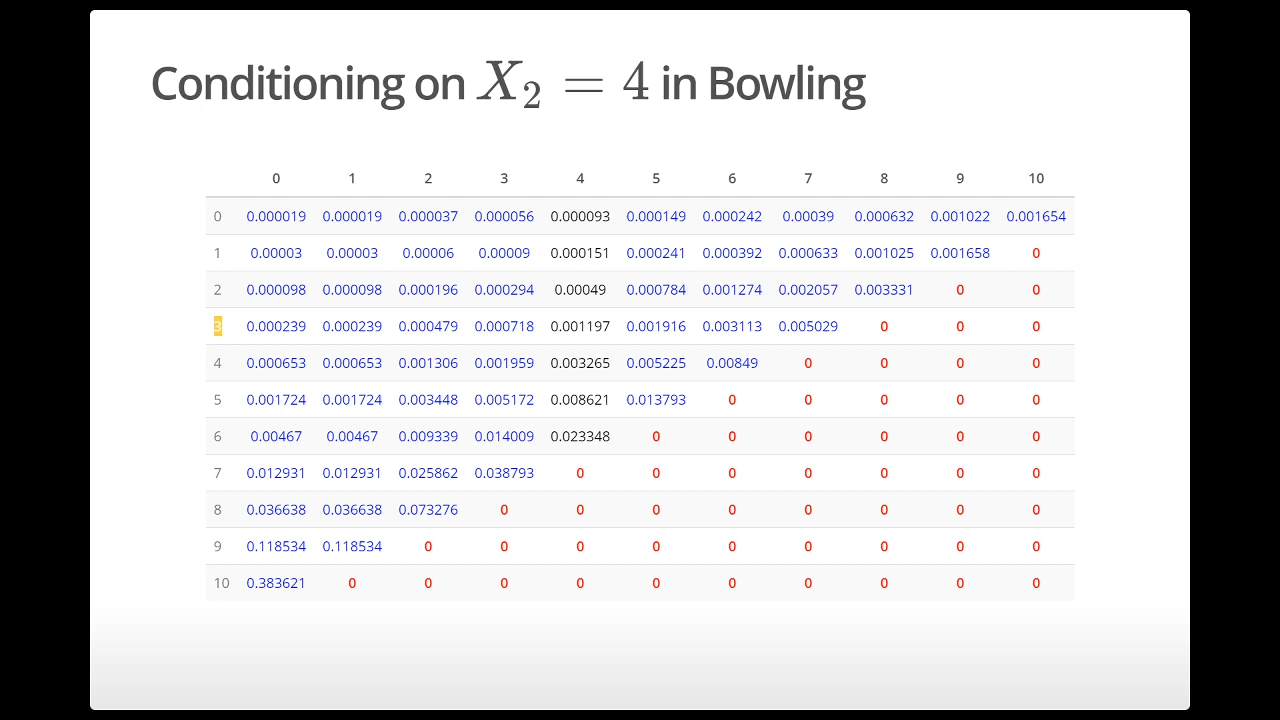 Conditioning on X₂ = 4 in Bowling
0 1 2 3 4 5 6 7 8 9 10
0 0.000019 0.000019 0.000037 0.000056 0.000093 0.000149 0.000242 0.00039 0.000632 0.001022 0.001654
1 0.00003 0.00003 0.00006 0.00009 0.000151 0.000241 0.000392 0.000633 0.001025 0.001658 0
2 0.000098 0.000098 0.000196 0.000294 0.00049 0.000784 0.001274 0.002057 0.003331 0 0
3 0.000239 0.000239 0.000479 0.000718 0.001197 0.001916 0.003113 0.005029 0 0 0
4 0.000653 0.000653 0.001306 0.001959 0.003265 0.005225 0.00849 0 0 0 0
5 0.001724 0.001724 0.003448 0.005172 0.008621 0.013793 0 0 0 0 0
6 0.00467 0.00467 0.009339 0.014009 0.023348 0 0 0 0 0 0
7 0.012931 0.012931 0.025862 0.038793 0 0 0 0 0 0 0
8 0.036638 0.036638 0.073276 0 0 0 0 0 0 0 0
9 0.118534 0.118534 0 0 0 0 0 0 0 0 0
10 0.383621 0 0 0 0 0 0 0 0 0 0